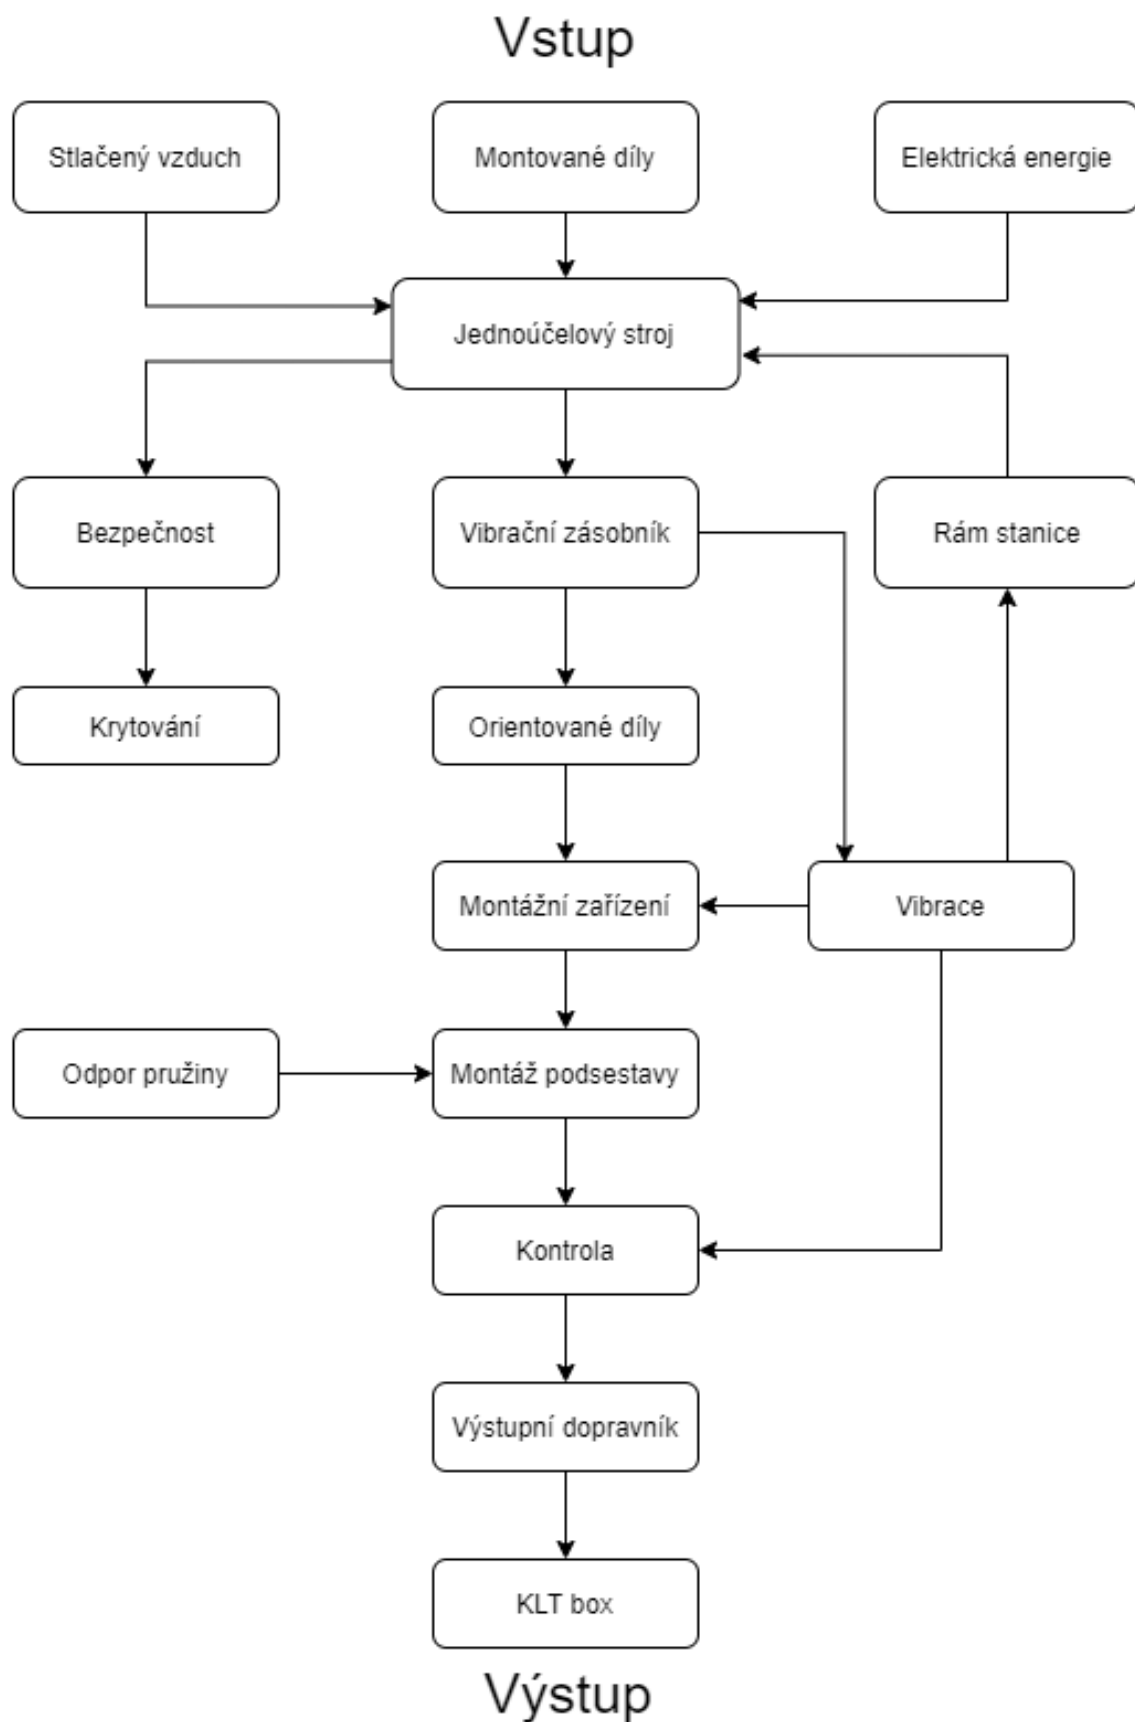 Vstup
Stlačený vzduch
Montované díly
Elektrická energie
Jednoúčelový stroj
Bezpečnost
Vibrační zásobník
Rám stanice
Krytování
Orientované díly
Montážní zařízení
Vibrace
Odpor pružiny
Montáž podsestavy
Kontrola
Výstupní dopravník
KLT box
Výstup